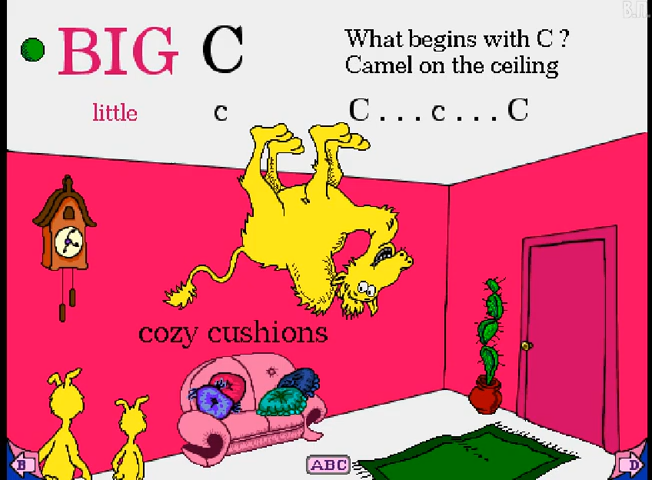 BIG C
What begins with C ?
Camel on the ceiling
little c
C . . . c . . . C
cozy cushions
B
ABC
D